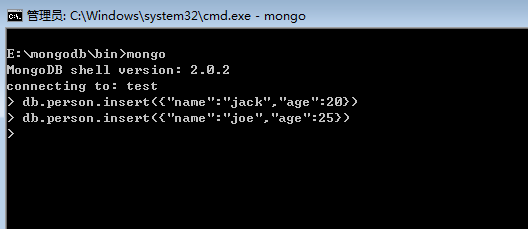 管理员: C:\Windows\system32\cmd.exe - mongo
E:\mongodb\bin>mongo
MongoDB shell version: 2.0.2
connecting to: test
> db.person.insert({"name":"jack","age":20})
> db.person.insert({"name":"joe","age":25})
>